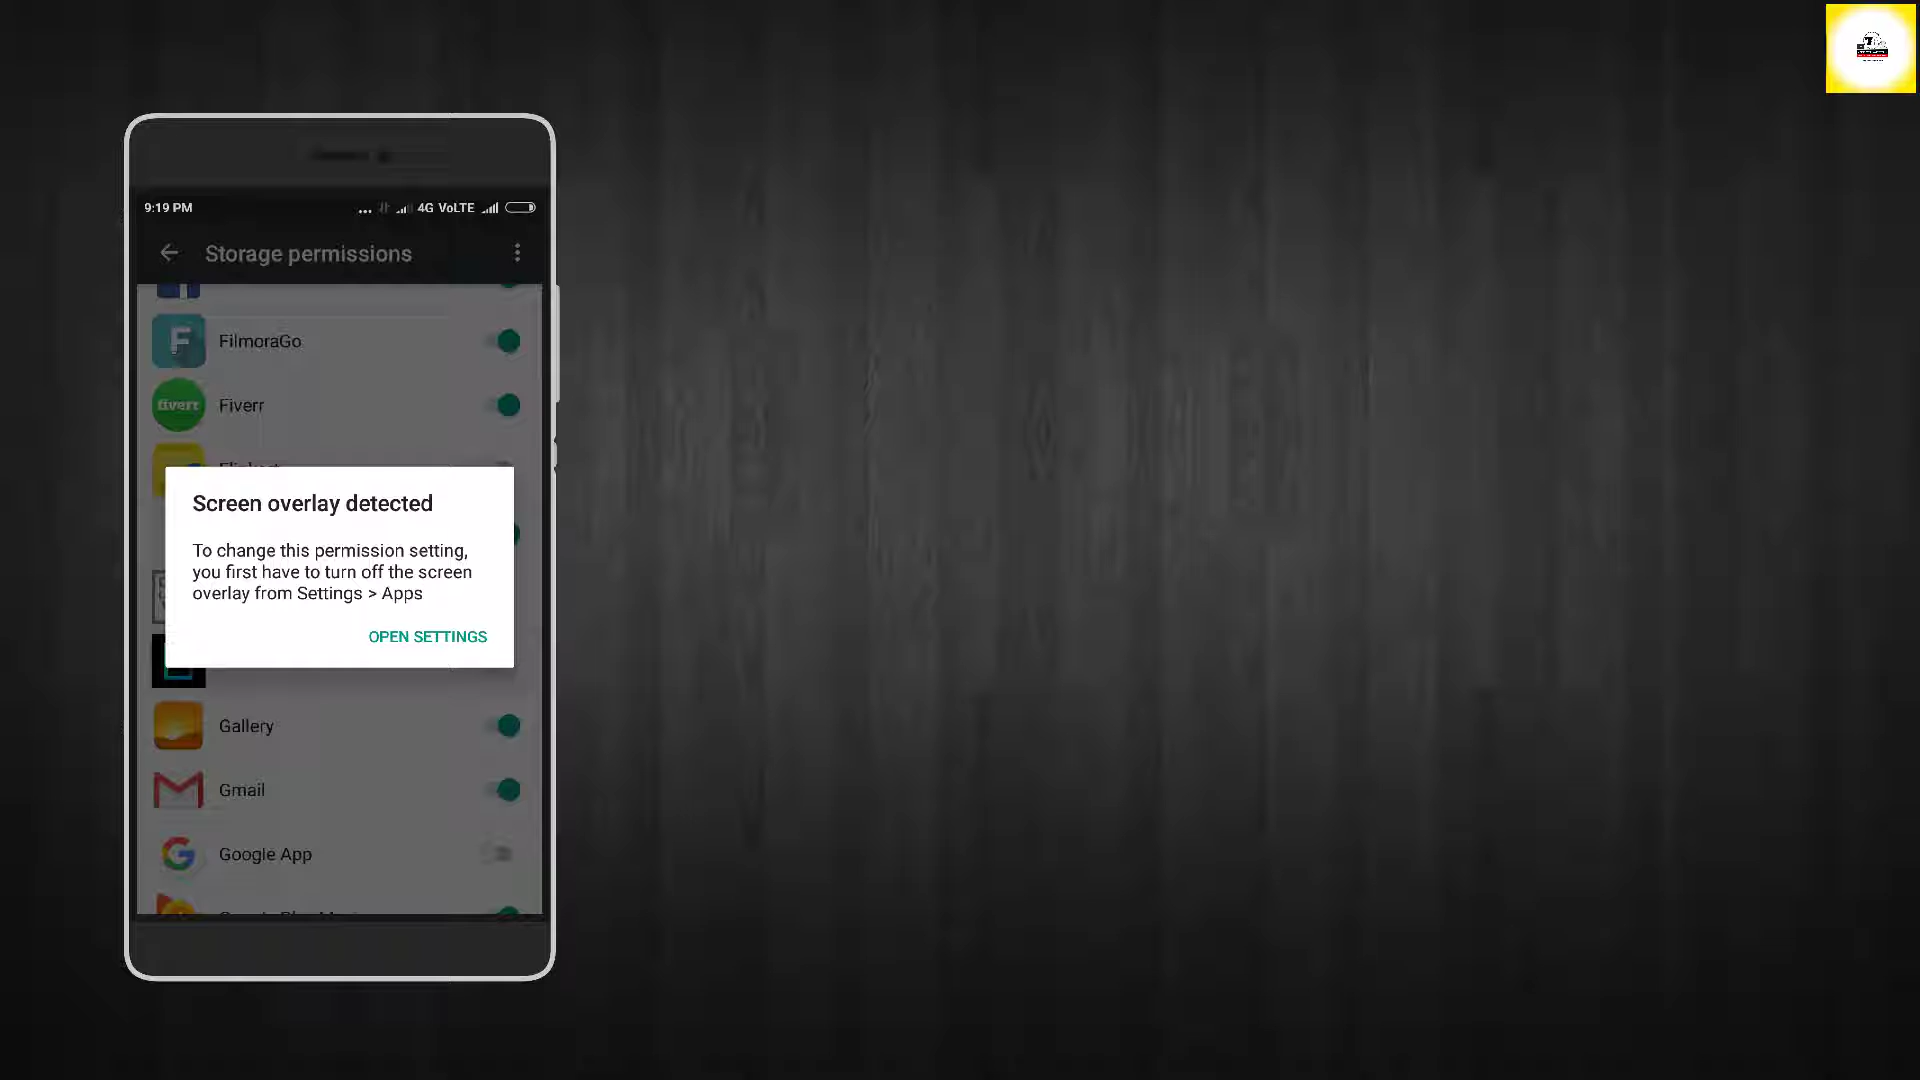 9:19 PM
... 4G VoLTE
Storage permissions
F
FilmoraGo
fiverr
Fiverr
Screen overlay detected
To change this permission setting,
you first have to turn off the screen
overlay from Settings > Apps
OPEN SETTINGS
Gallery
Gmail
Google App